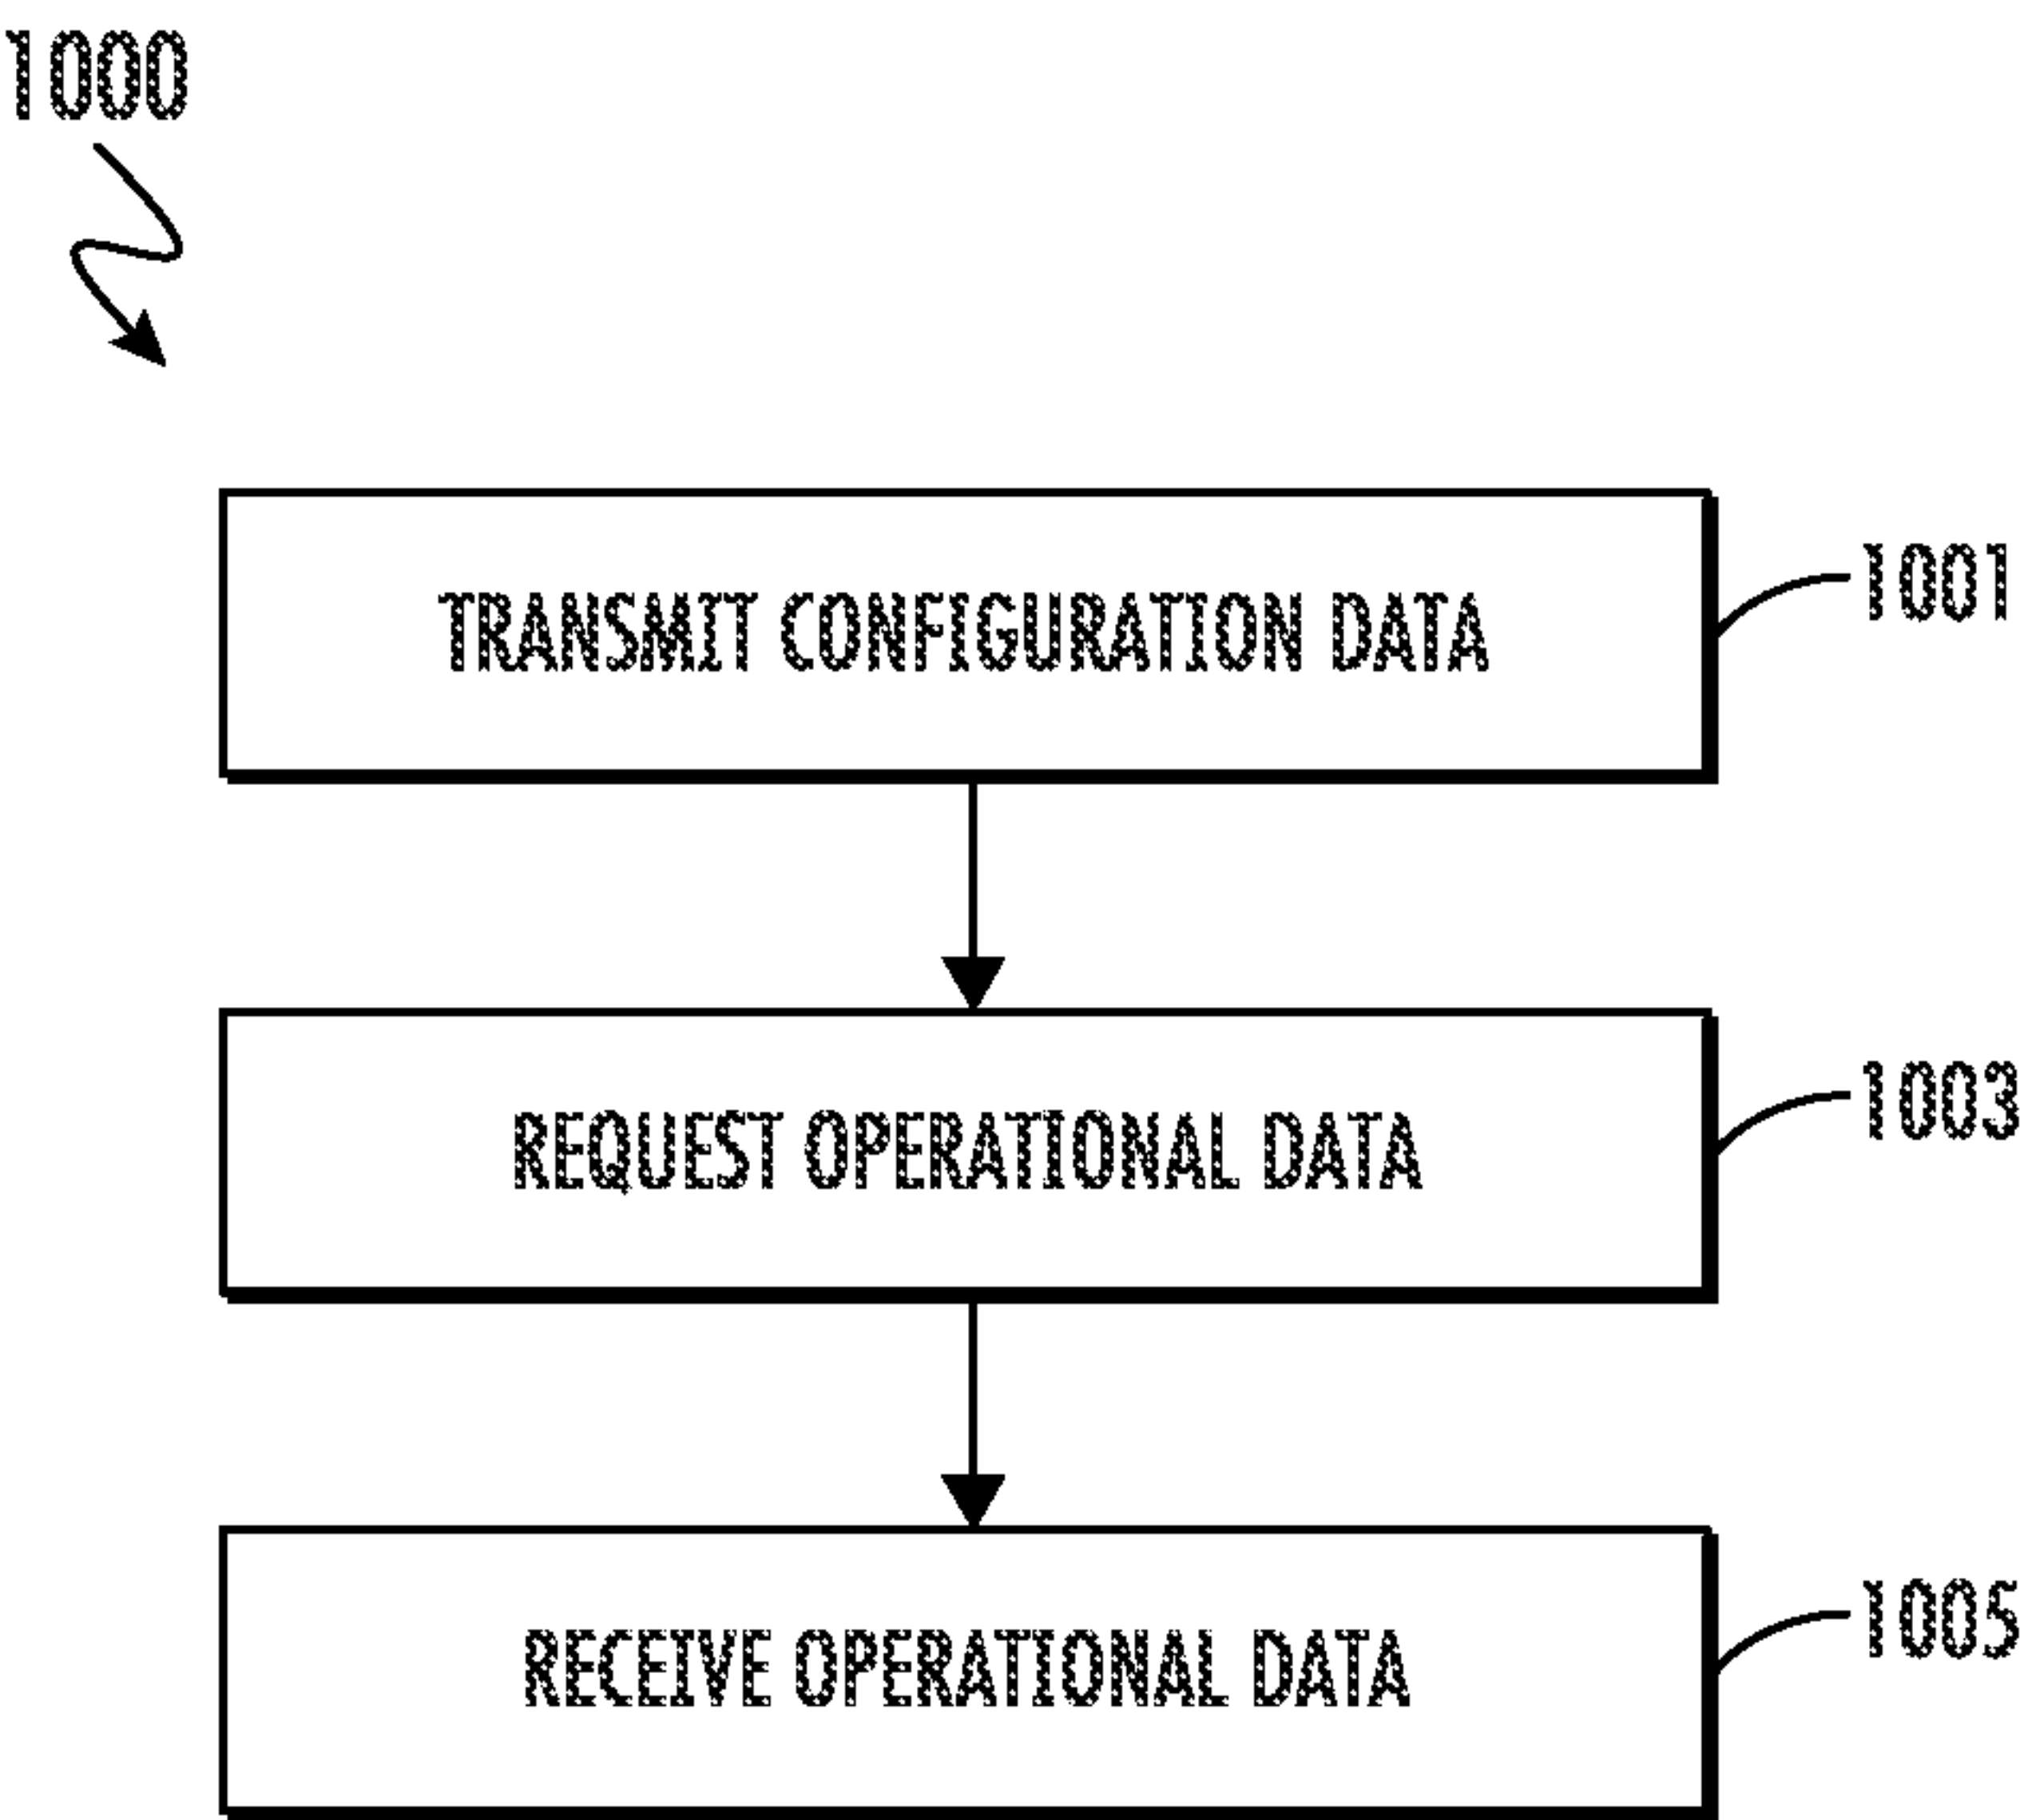 1000
TRANSMIT CONFIGURATION DATA
1001
REQUEST OPERATIONAL DATA
1003
RECEIVE OPERATIONAL DATA
1005